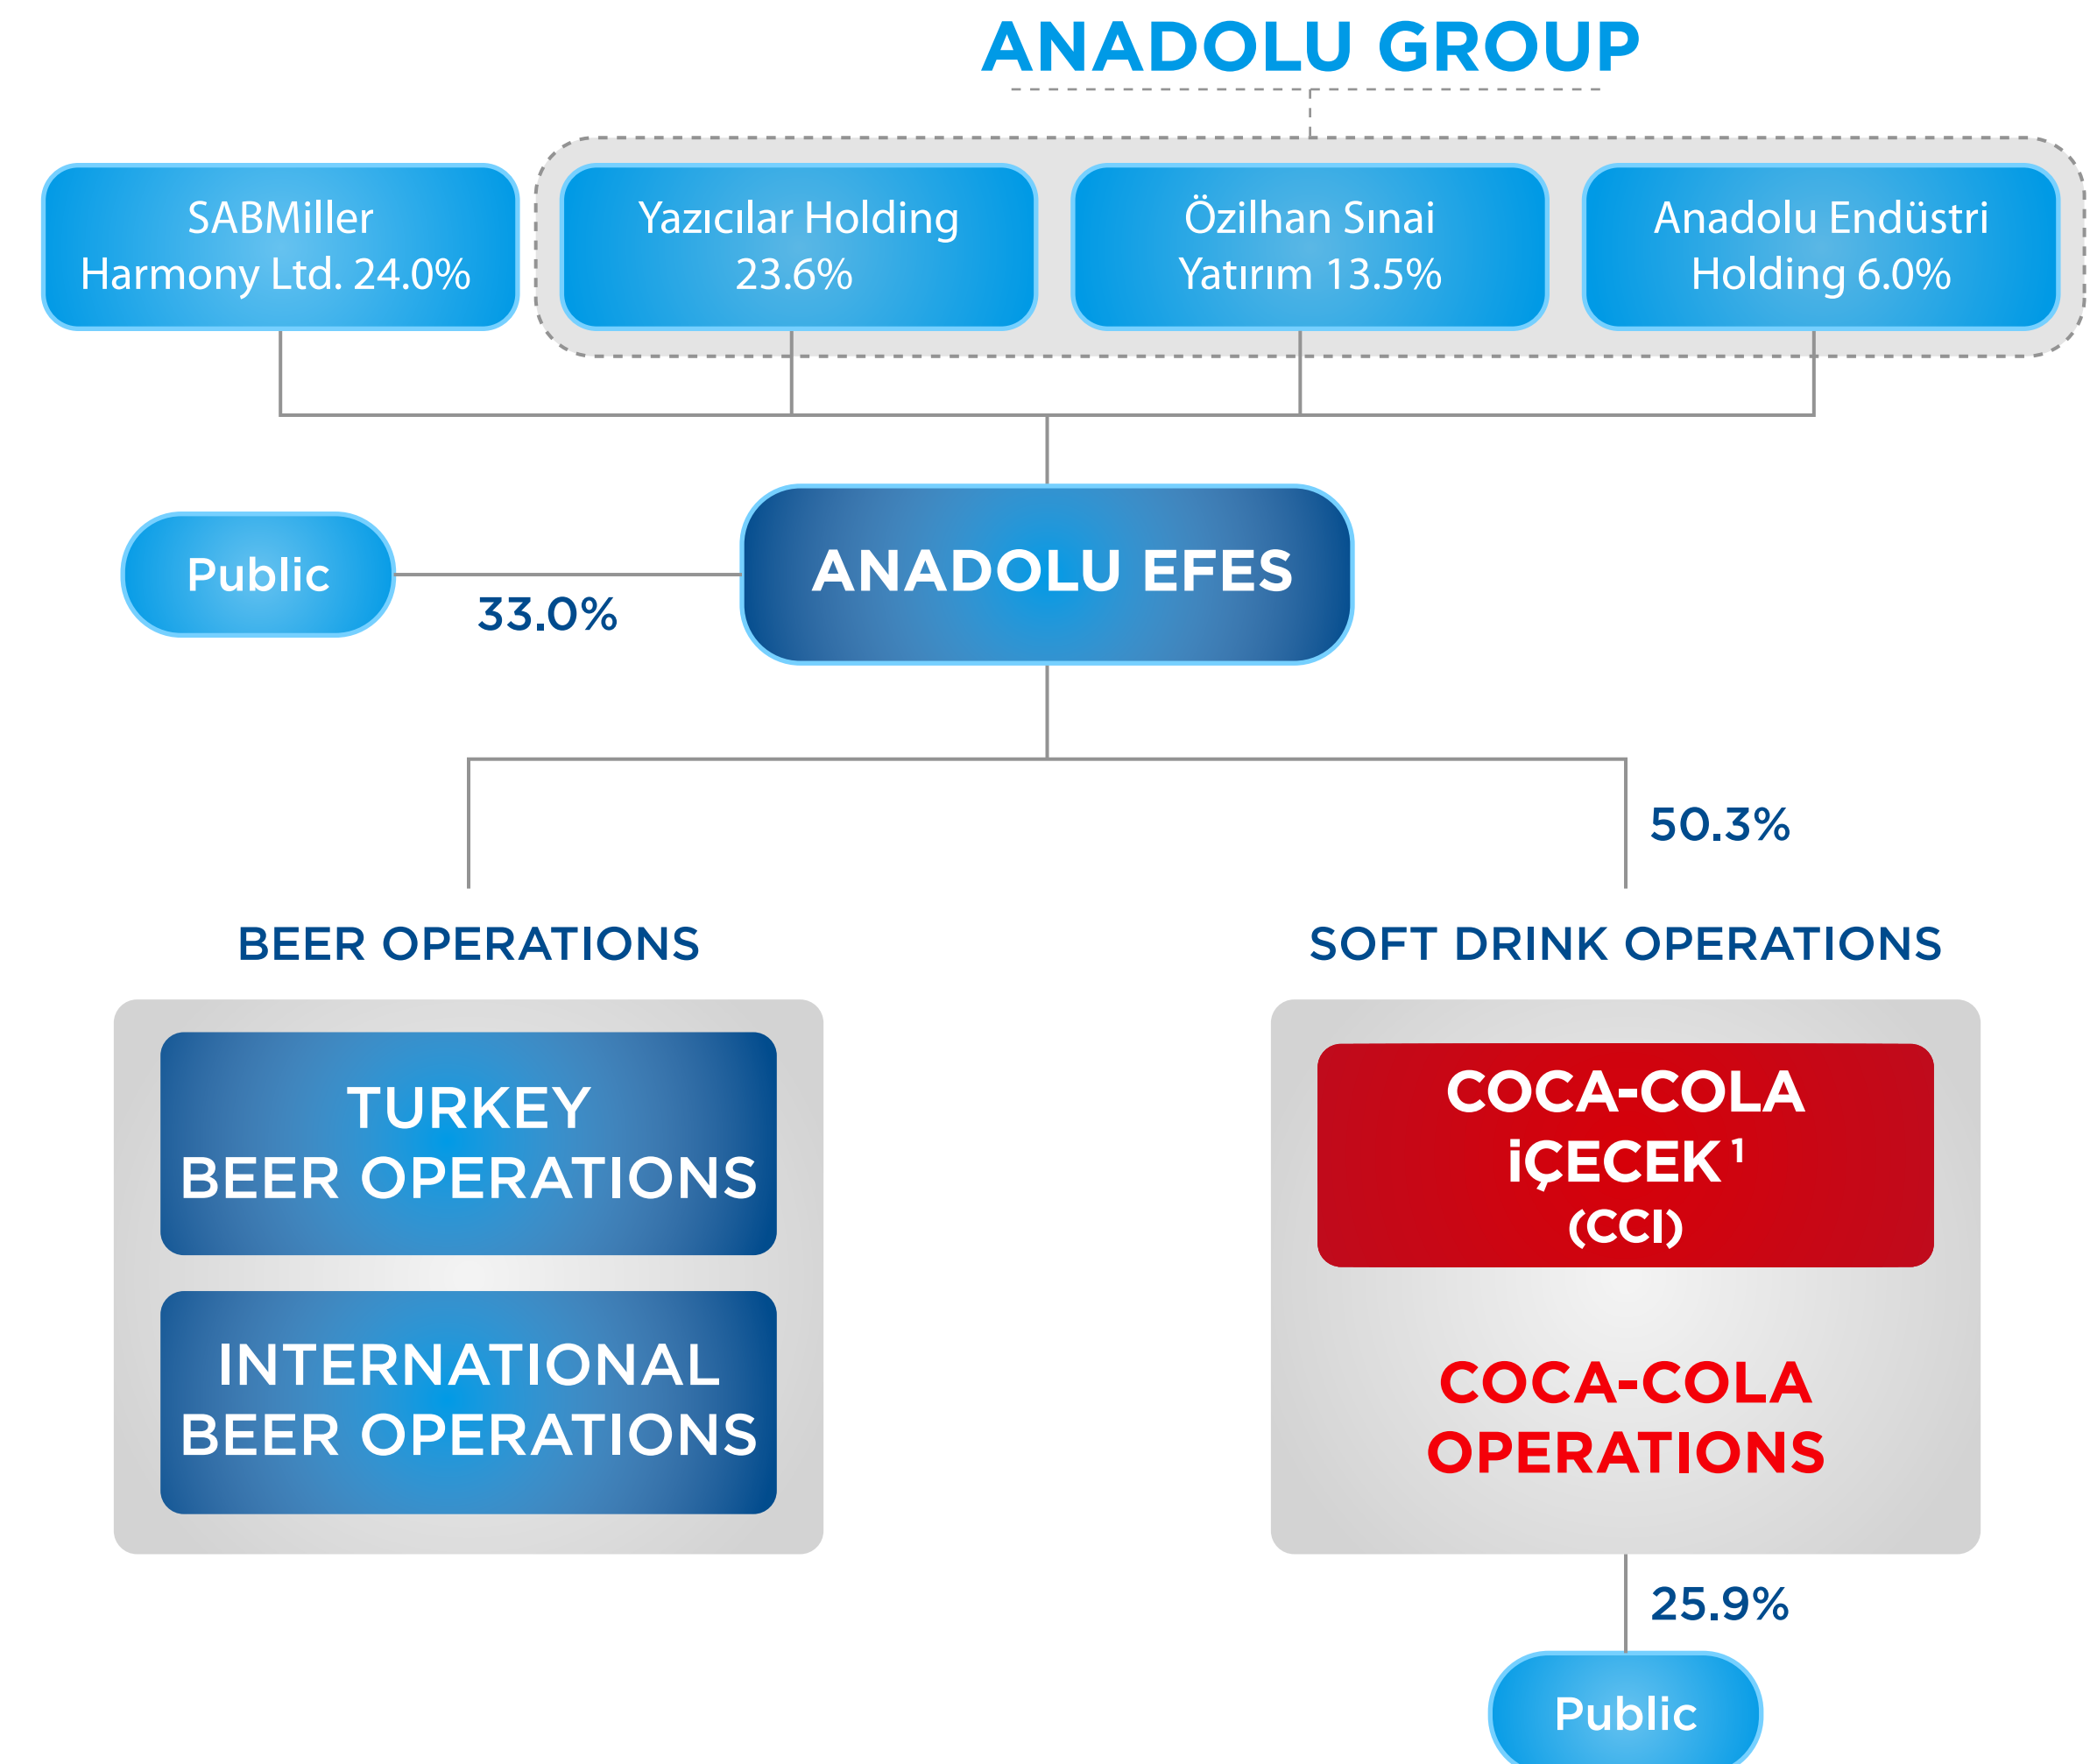 ANADOLU GROUP
SABMiller
Harmony Ltd. 24.0%
Yazıcılar Holding
23.6%
Özilhan Sınai
Yatırım 13.5%
Anadolu Endüstri
Holding 6.0%
Public
33.0%
ANADOLU EFES
50.3%
BEER OPERATIONS
TURKEY
BEER OPERATIONS
INTERNATIONAL
BEER OPERATIONS
SOFT DRINK OPERATIONS
COCA-COLA
iÇECEK 1
(CCI)
COCA-COLA
OPERATIONS
25.9%
Public